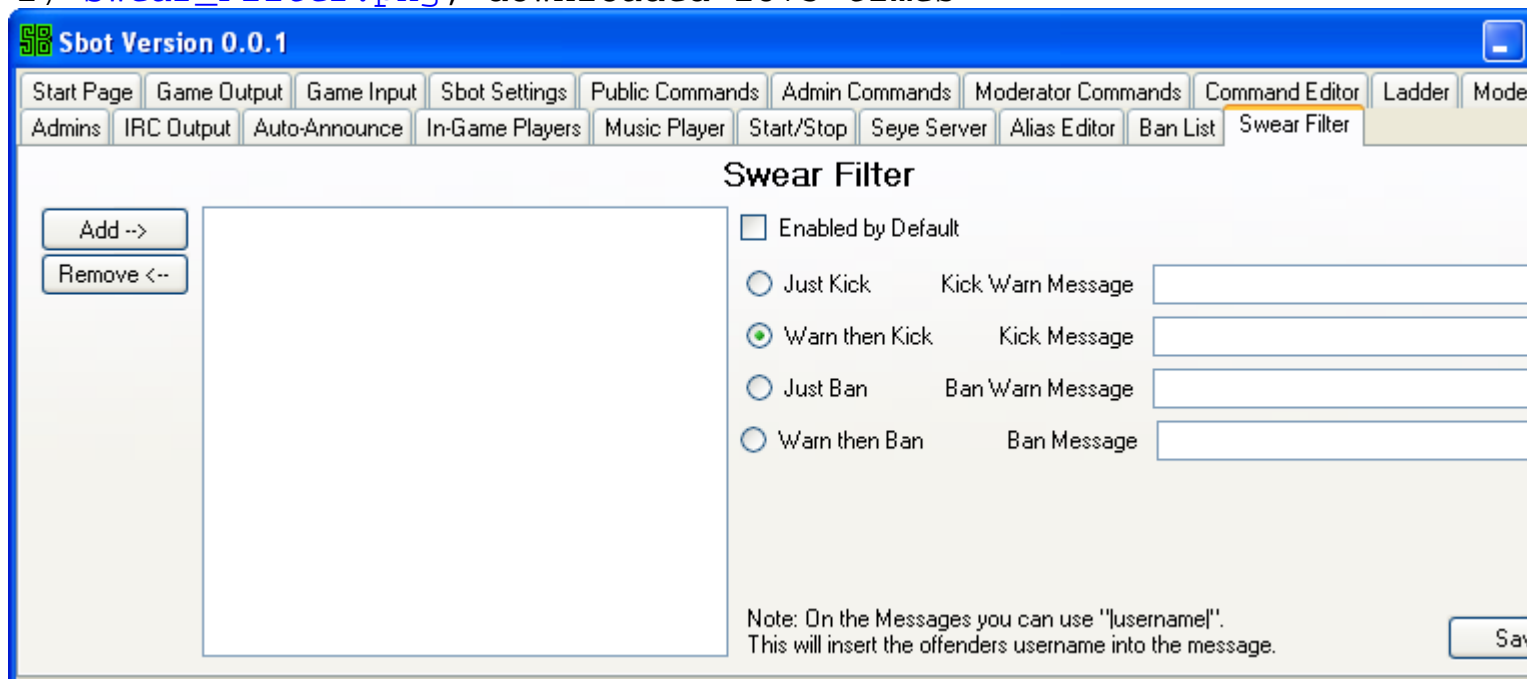 Sbot Version 0.0.1
Start Page Game Output Game Input Sbot Settings Public Commands Admin Commands Moderator Commands Command Editor Ladder Mode
Admins IRC Output Auto-Announce In-Game Players Music Player Start/Stop Seye Server Alias Editor Ban List Swear Filter
Swear Filter
Add --> Enabled by Default
Remove <--
Just Kick Kick Warn Message
Warn then Kick Kick Message
Just Ban Ban Warn Message
Warn then Ban Ban Message
Note: On the Messages you can use "|username|".
This will insert the offenders username into the message.
Sav